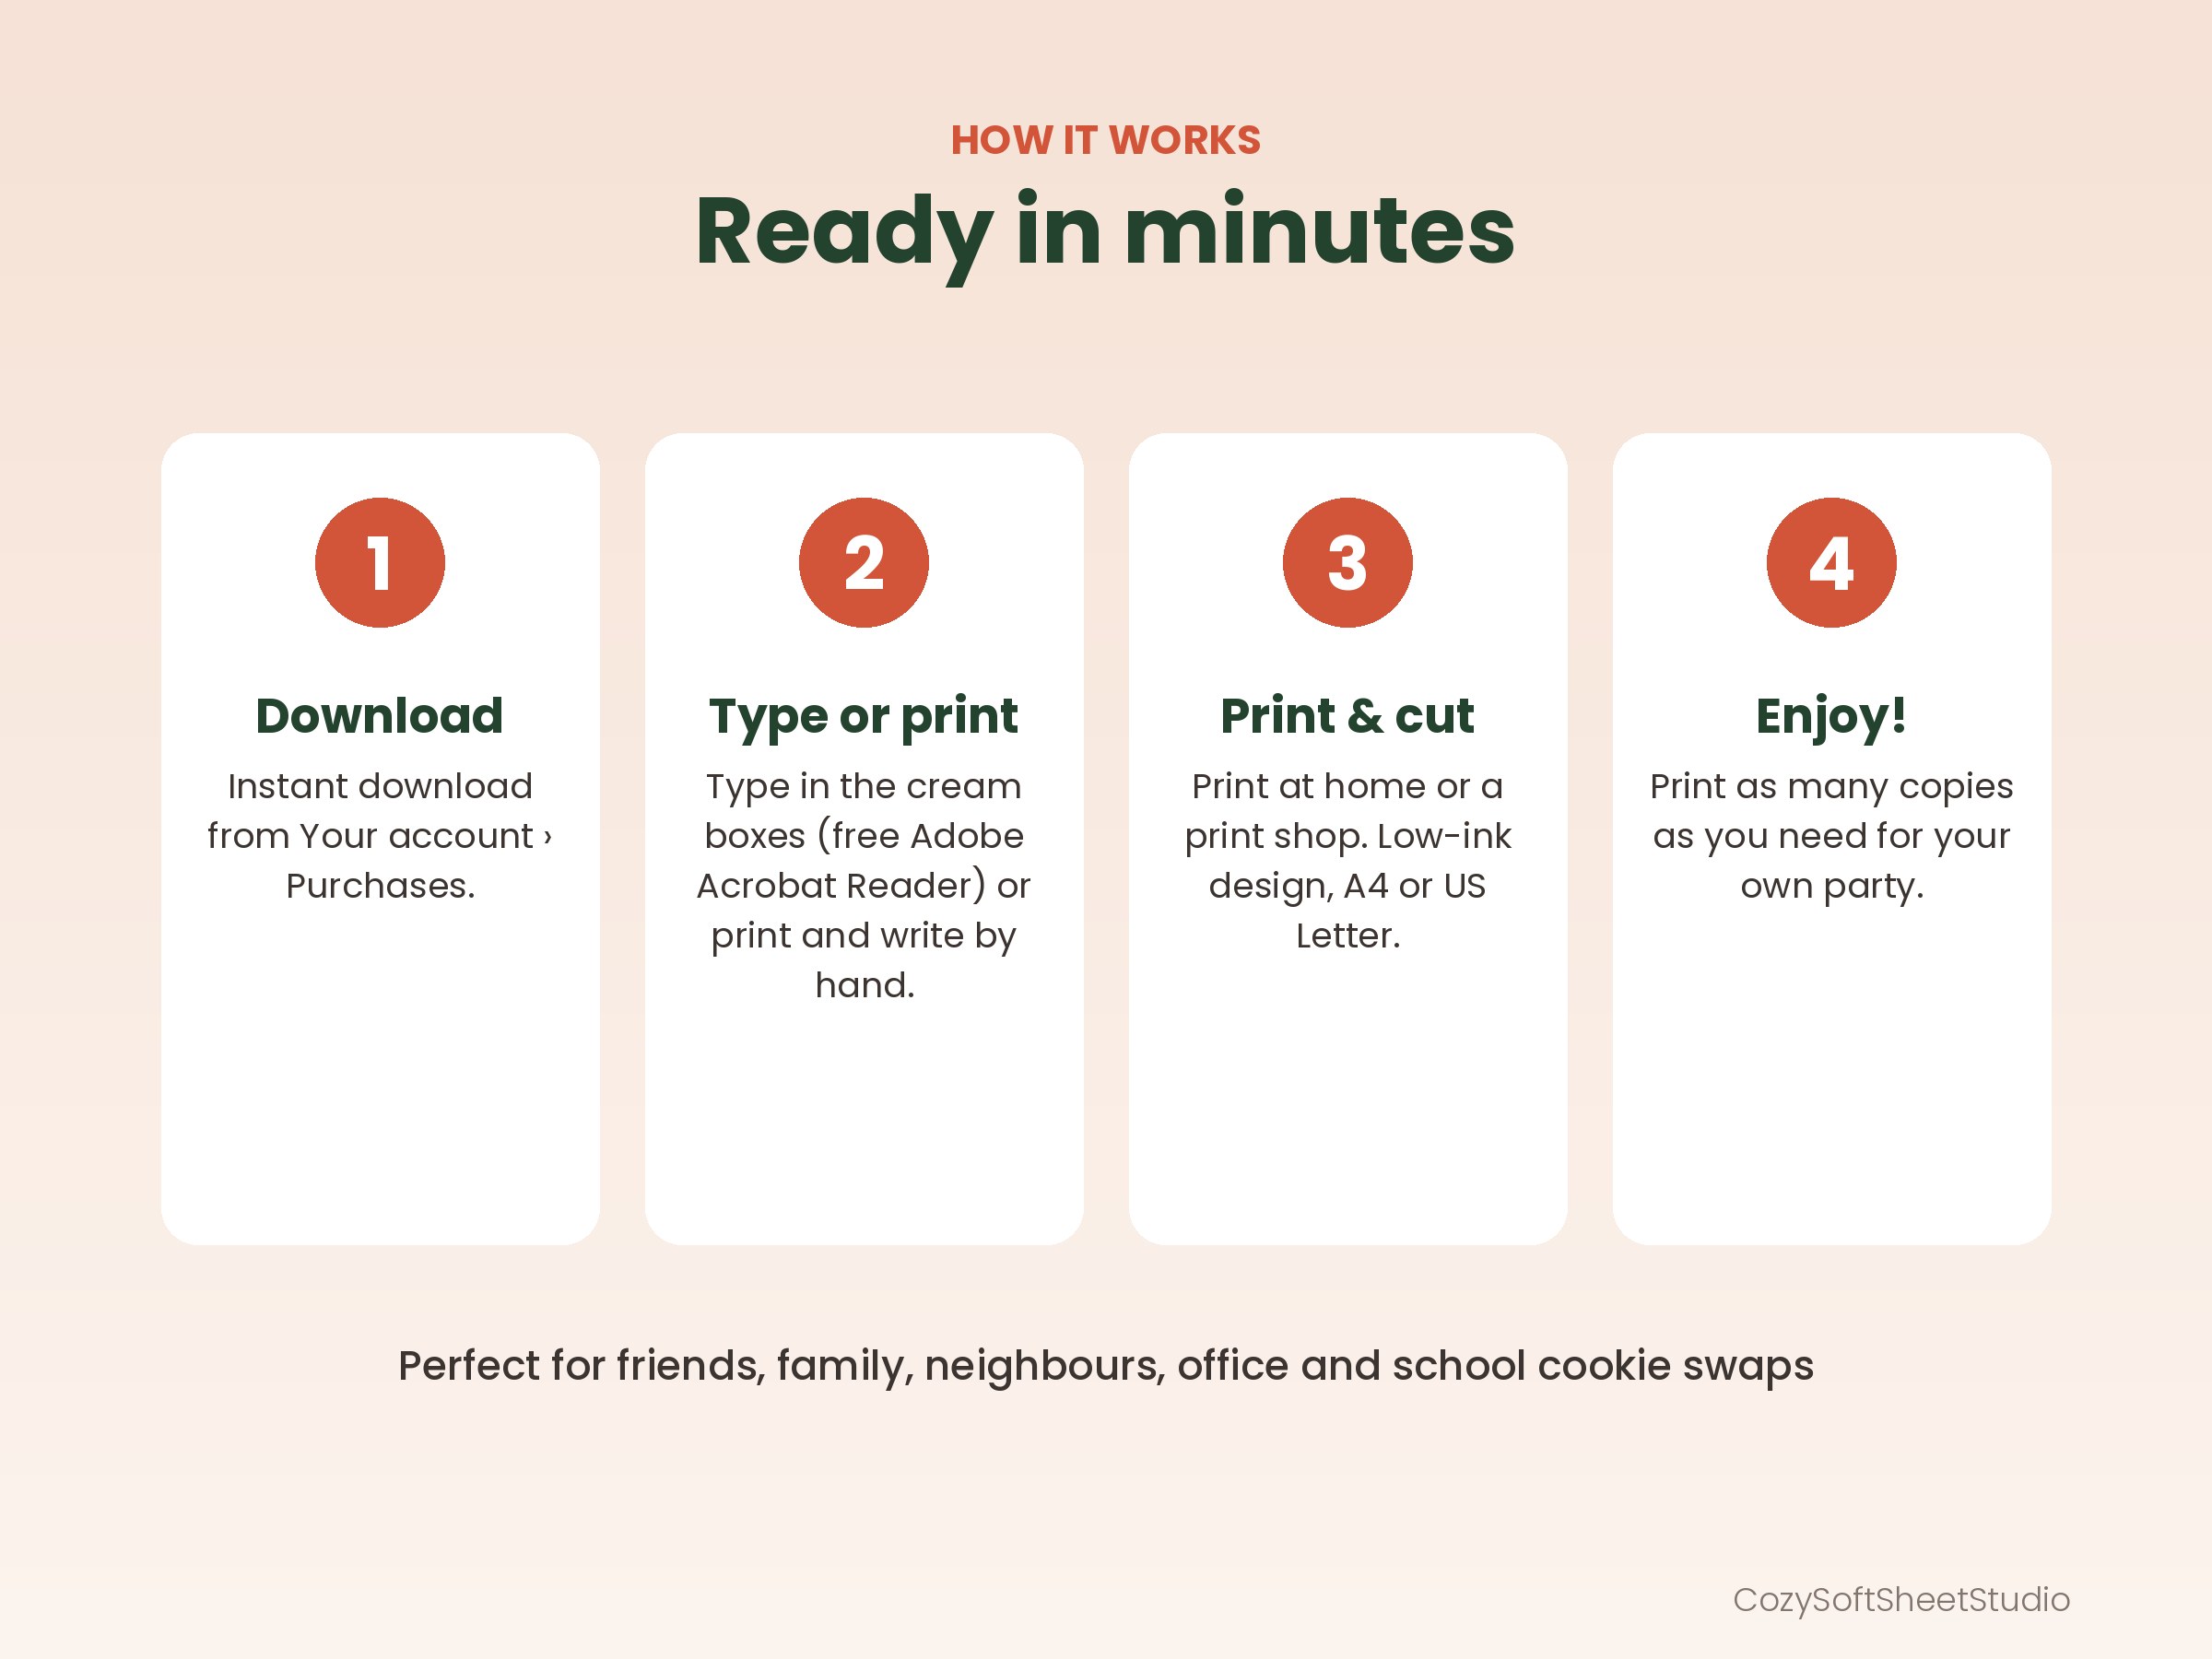 HOW IT WORKS
Ready in minutes
1
Download
Instant download
from Your account ›
Purchases.
2
Type or print
Type in the cream
boxes (free Adobe
Acrobat Reader) or
print and write by
hand.
3
Print & cut
Print at home or a
print shop. Low-ink
design, A4 or US
Letter.
4
Enjoy!
Print as many copies
as you need for your
own party.
Perfect for friends, family, neighbours, office and school cookie swaps
CozySoftSheetStudio